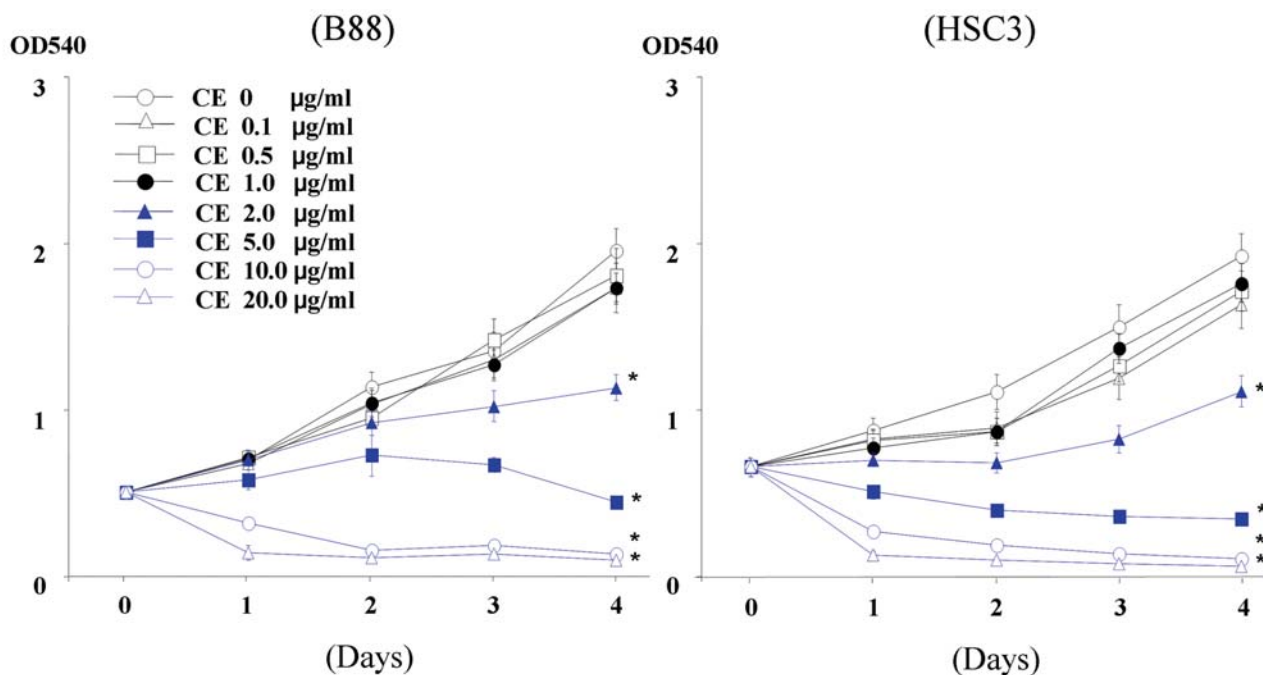 (B88)
OD540
3
CE 0 µg/ml
CE 0.1 µg/ml
CE 0.5 µg/ml
CE 1.0 µg/ml
CE 2.0 µg/ml
CE 5.0 µg/ml
CE 10.0 µg/ml
CE 20.0 µg/ml
2
1
0
*
*
*
*
0 1 2 3 4
(Days)
(HSC3)
OD540
3
2
1
0
*
*
*
*
0 1 2 3 4
(Days)